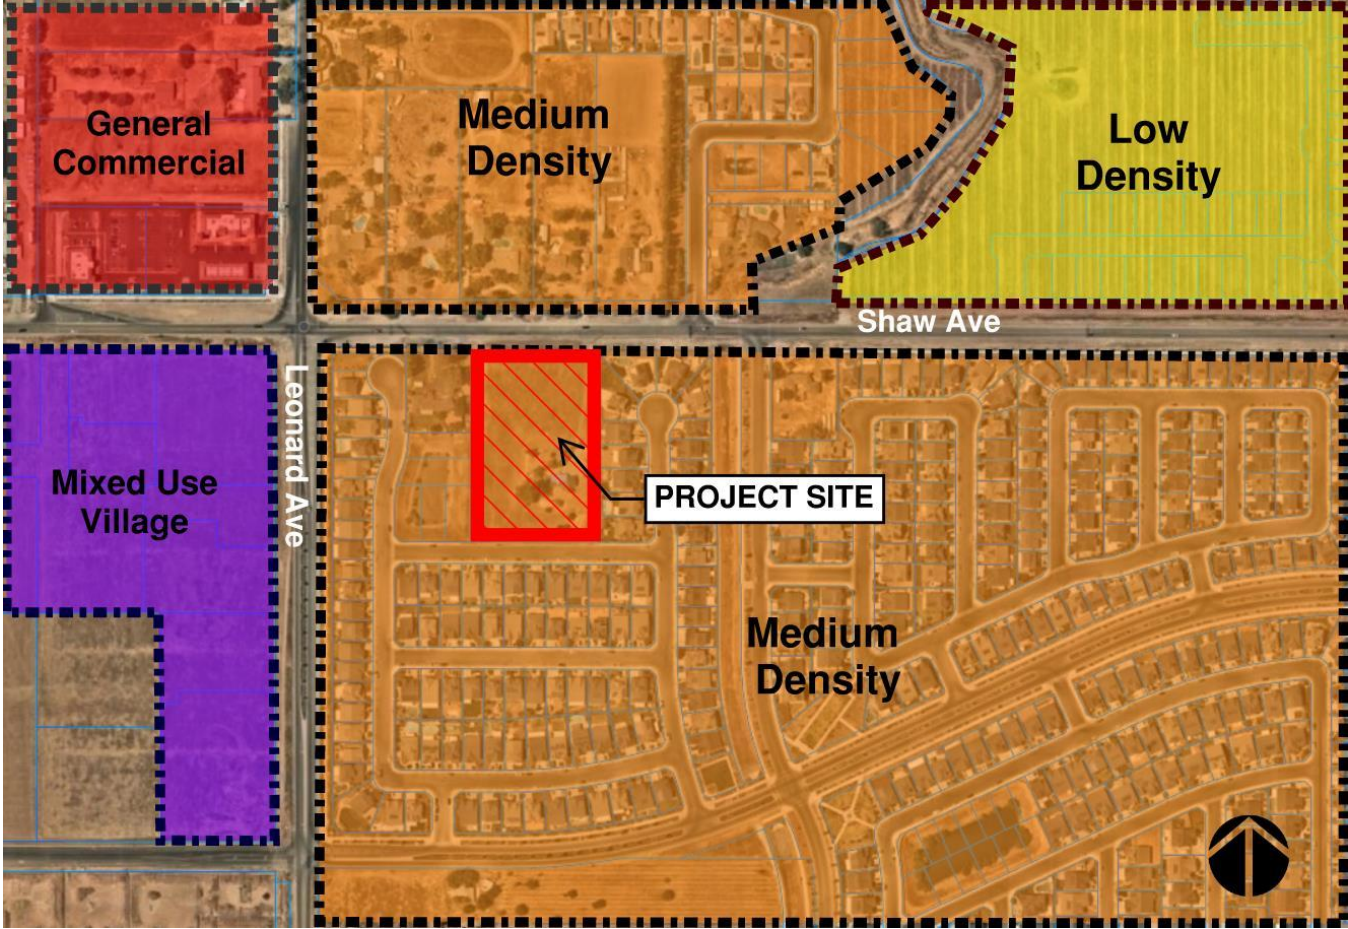 General
Commercial
Medium
Density
Low
Density
Shaw Ave
Leonard Ave
Mixed Use
Village
PROJECT SITE
Medium
Density